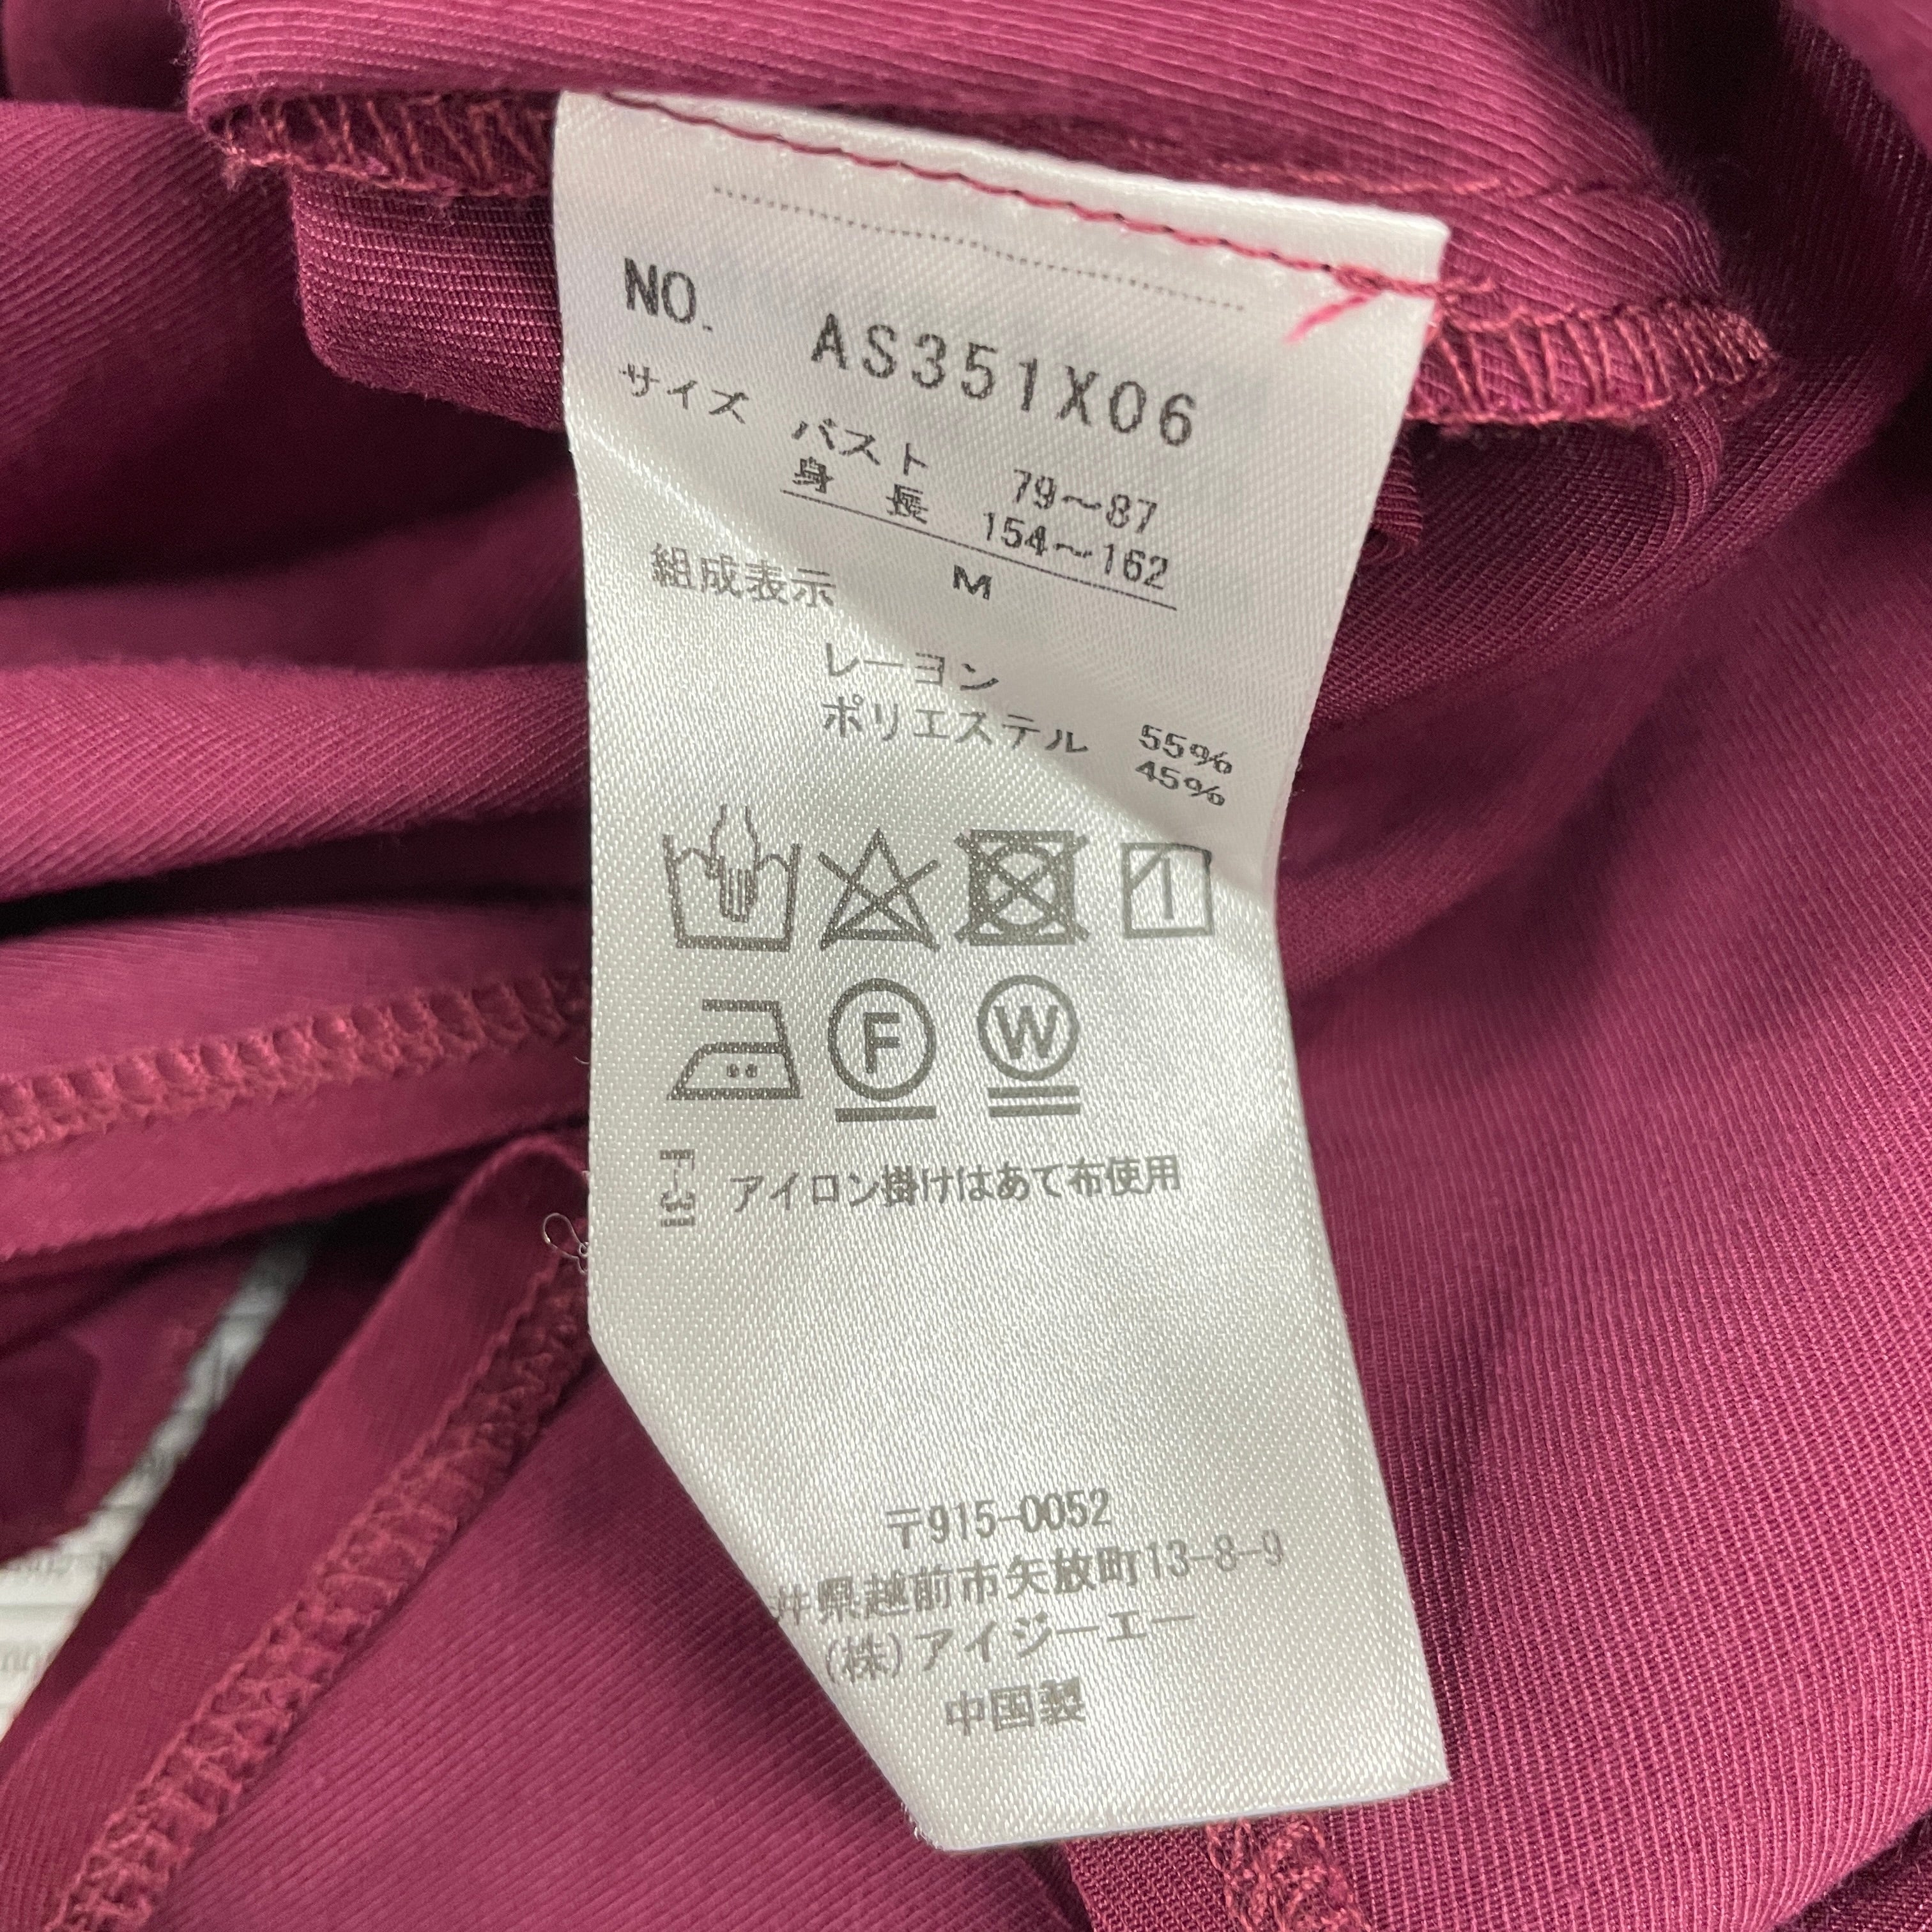 NO. AS351X06
サイズ バスト 79～87
身長 154～162
M
組成表示
レーヨン 55%
ポリエステル 45%
F
W
アイロン掛けはあて布使用
〒915-0052
井県越前市矢放町13-8-9
(株)アイジーエー
中国製